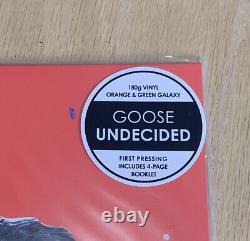 180g VINYL
ORANGE & GREEN GALAXY
GOOSE
UNDECIDED
FIRST PRESSING
INCLUDES 4-PAGE
BOOKLET